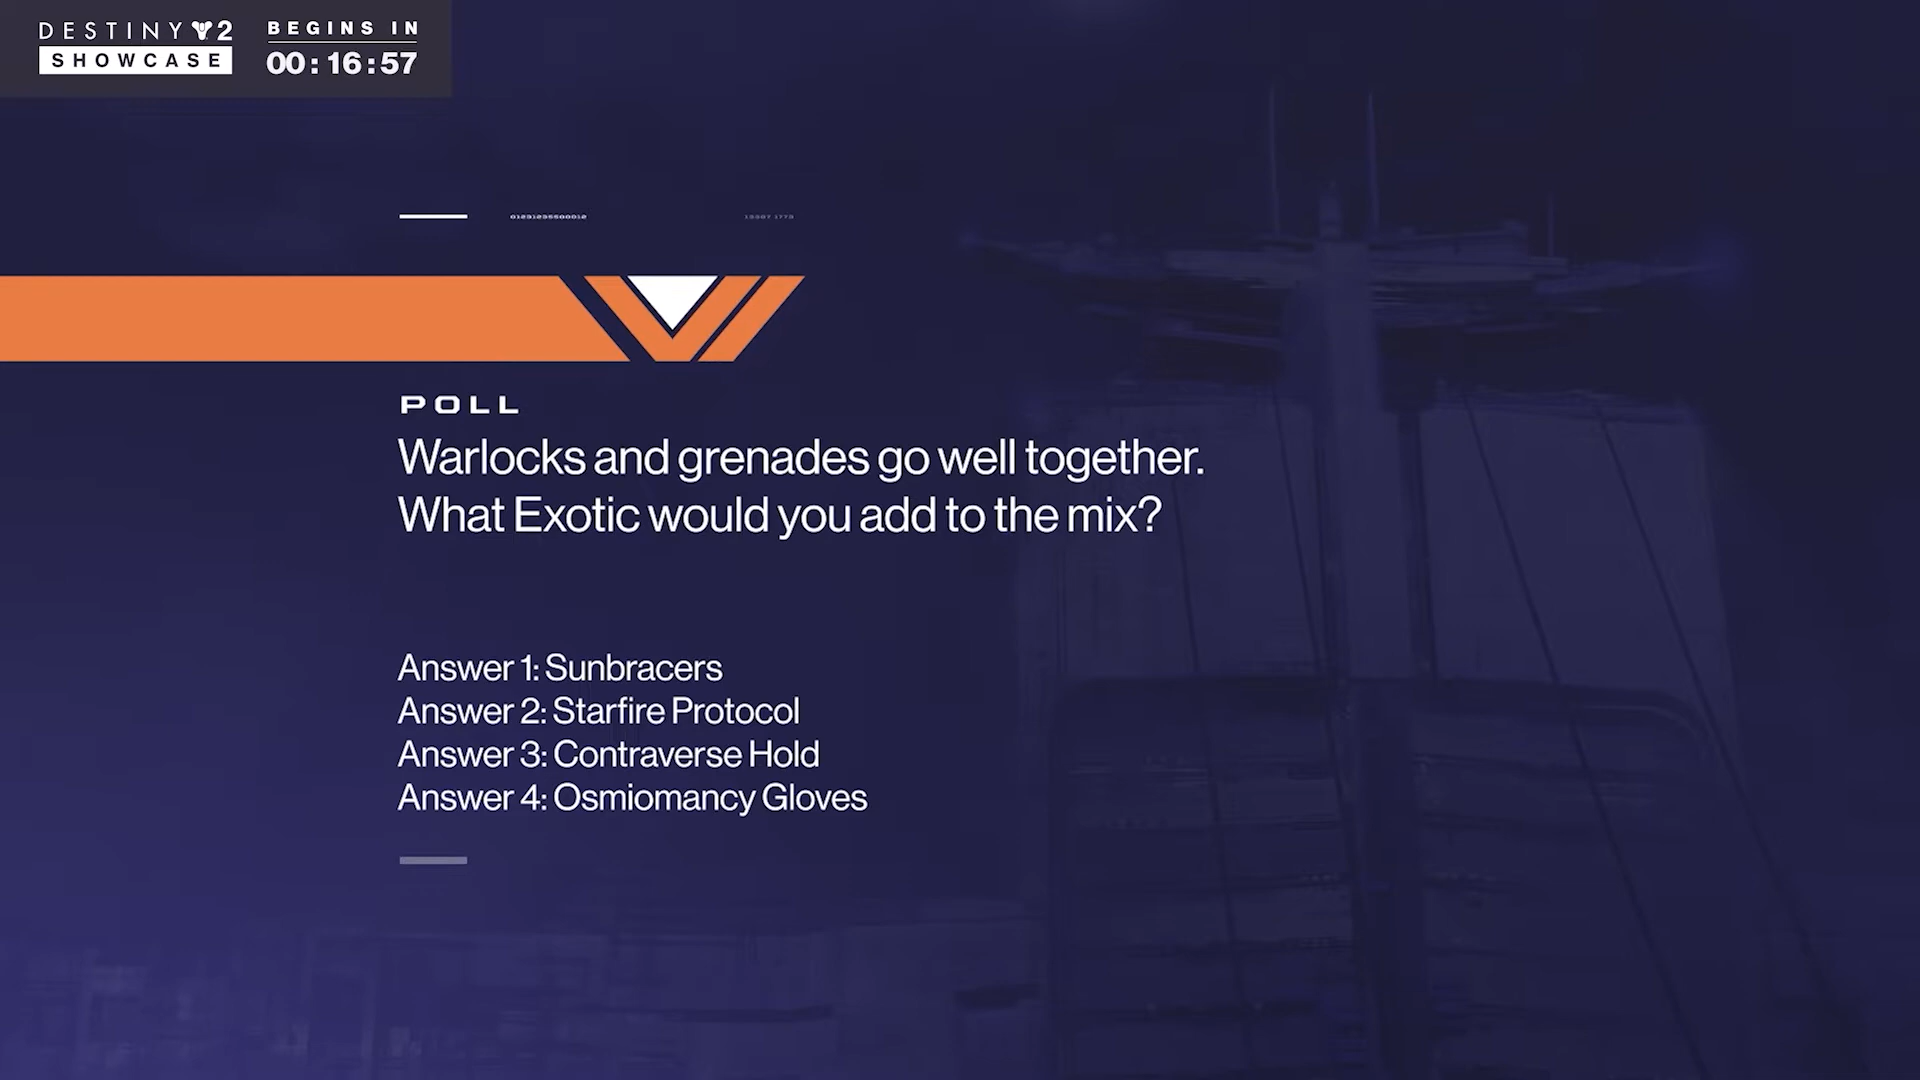 DESTINY 2
SHOWCASE
BEGINS IN
00:16:57
POLL
Warlocks and grenades go well together.
What Exotic would you add to the mix?
Answer 1: Sunbracers
Answer 2: Starfire Protocol
Answer 3: Contraverse Hold
Answer 4: Osmiomancy Gloves